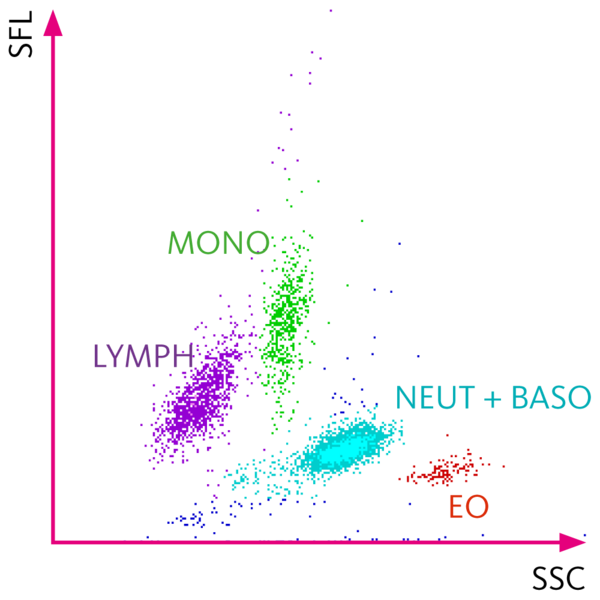 SFL
MONO
LYMPH
NEUT + BASO
EO
SSC